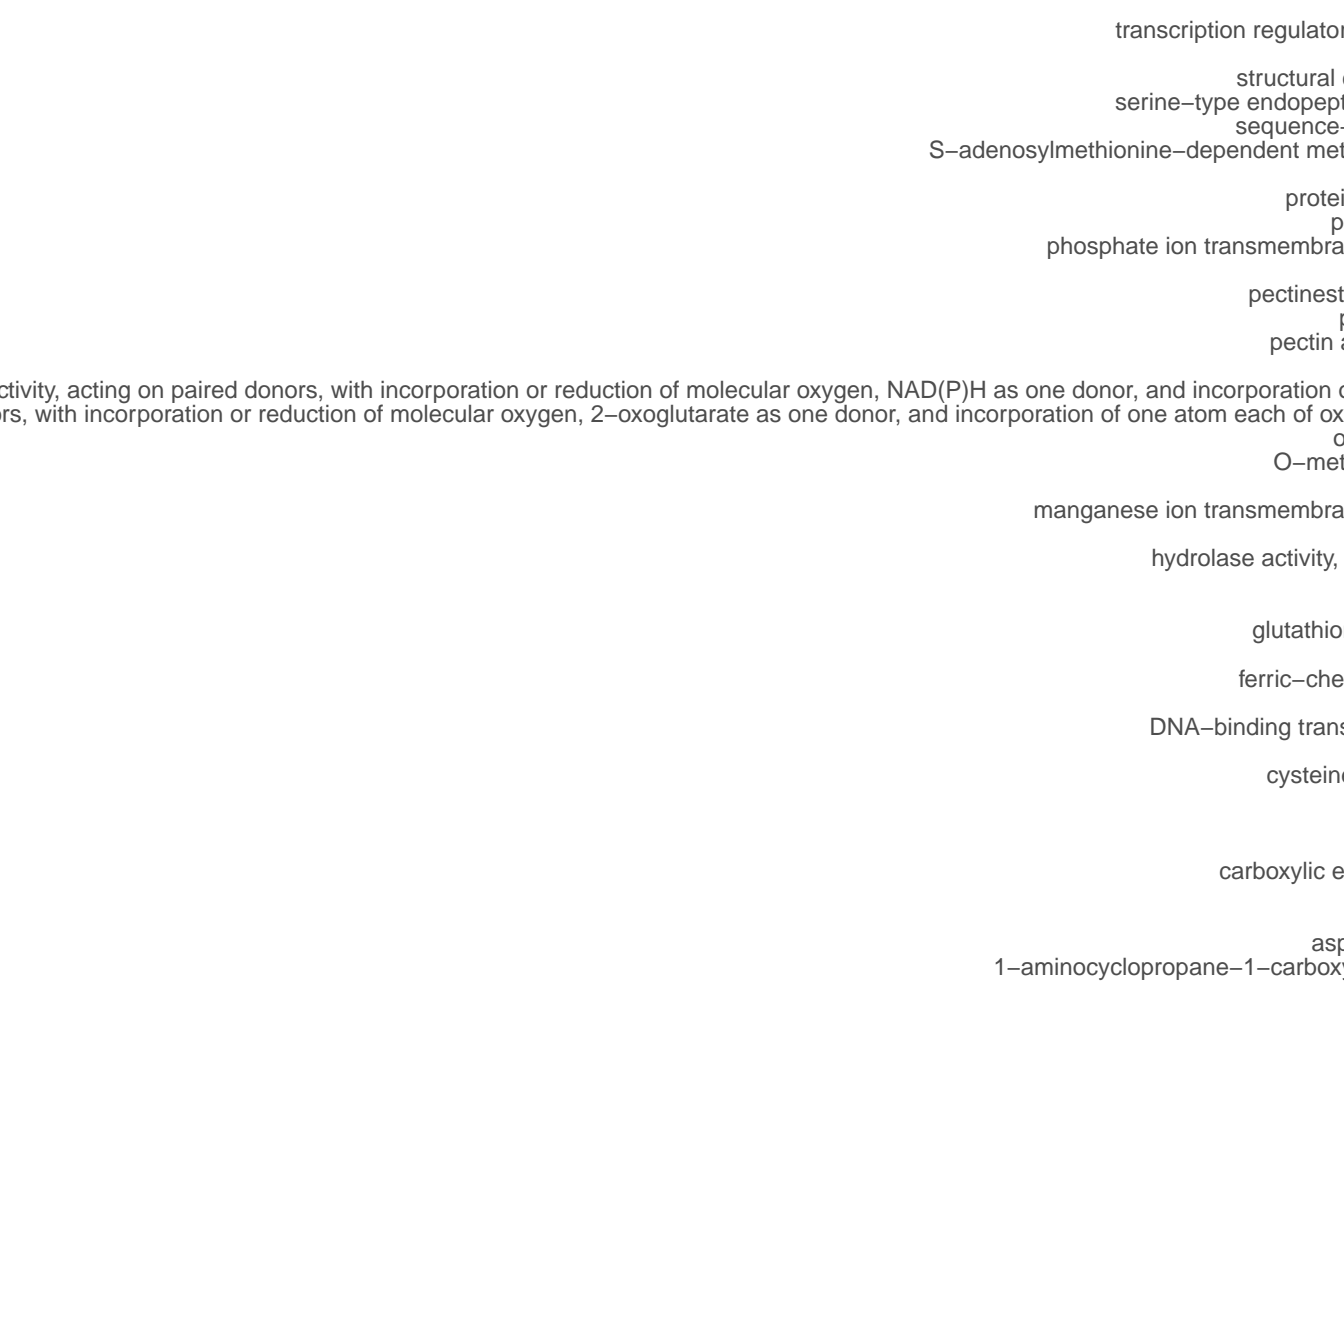 transcription regulator
structural
serine−type endopept
sequence−
S−adenosylmethionine−dependent met
protei
p
phosphate ion transmembra
pectinest
p
pectin a
ctivity, acting on paired donors, with incorporation or reduction of molecular oxygen, NAD(P)H as one donor, and incorporation o
rs, with incorporation or reduction of molecular oxygen, 2−oxoglutarate as one donor, and incorporation of one atom each of ox
o
O−met
manganese ion transmembra
hydrolase activity,
glutathio
ferric−che
DNA−binding trans
cysteine
carboxylic e
asp
1−aminocyclopropane−1−carboxy